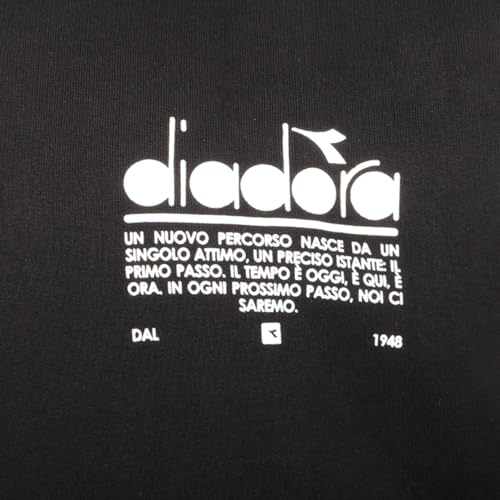 diadora
UN NUOVO PERCORSO NASCE DA UN
SINGOLO ATTIMO, UN PRECISO ISTANTE: IL
PRIMO PASSO. IL TEMPO È OGGI, È QUI, È
ORA. IN OGNI PROSSIMO PASSO, NOI CI
SAREMO.
DAL 1948